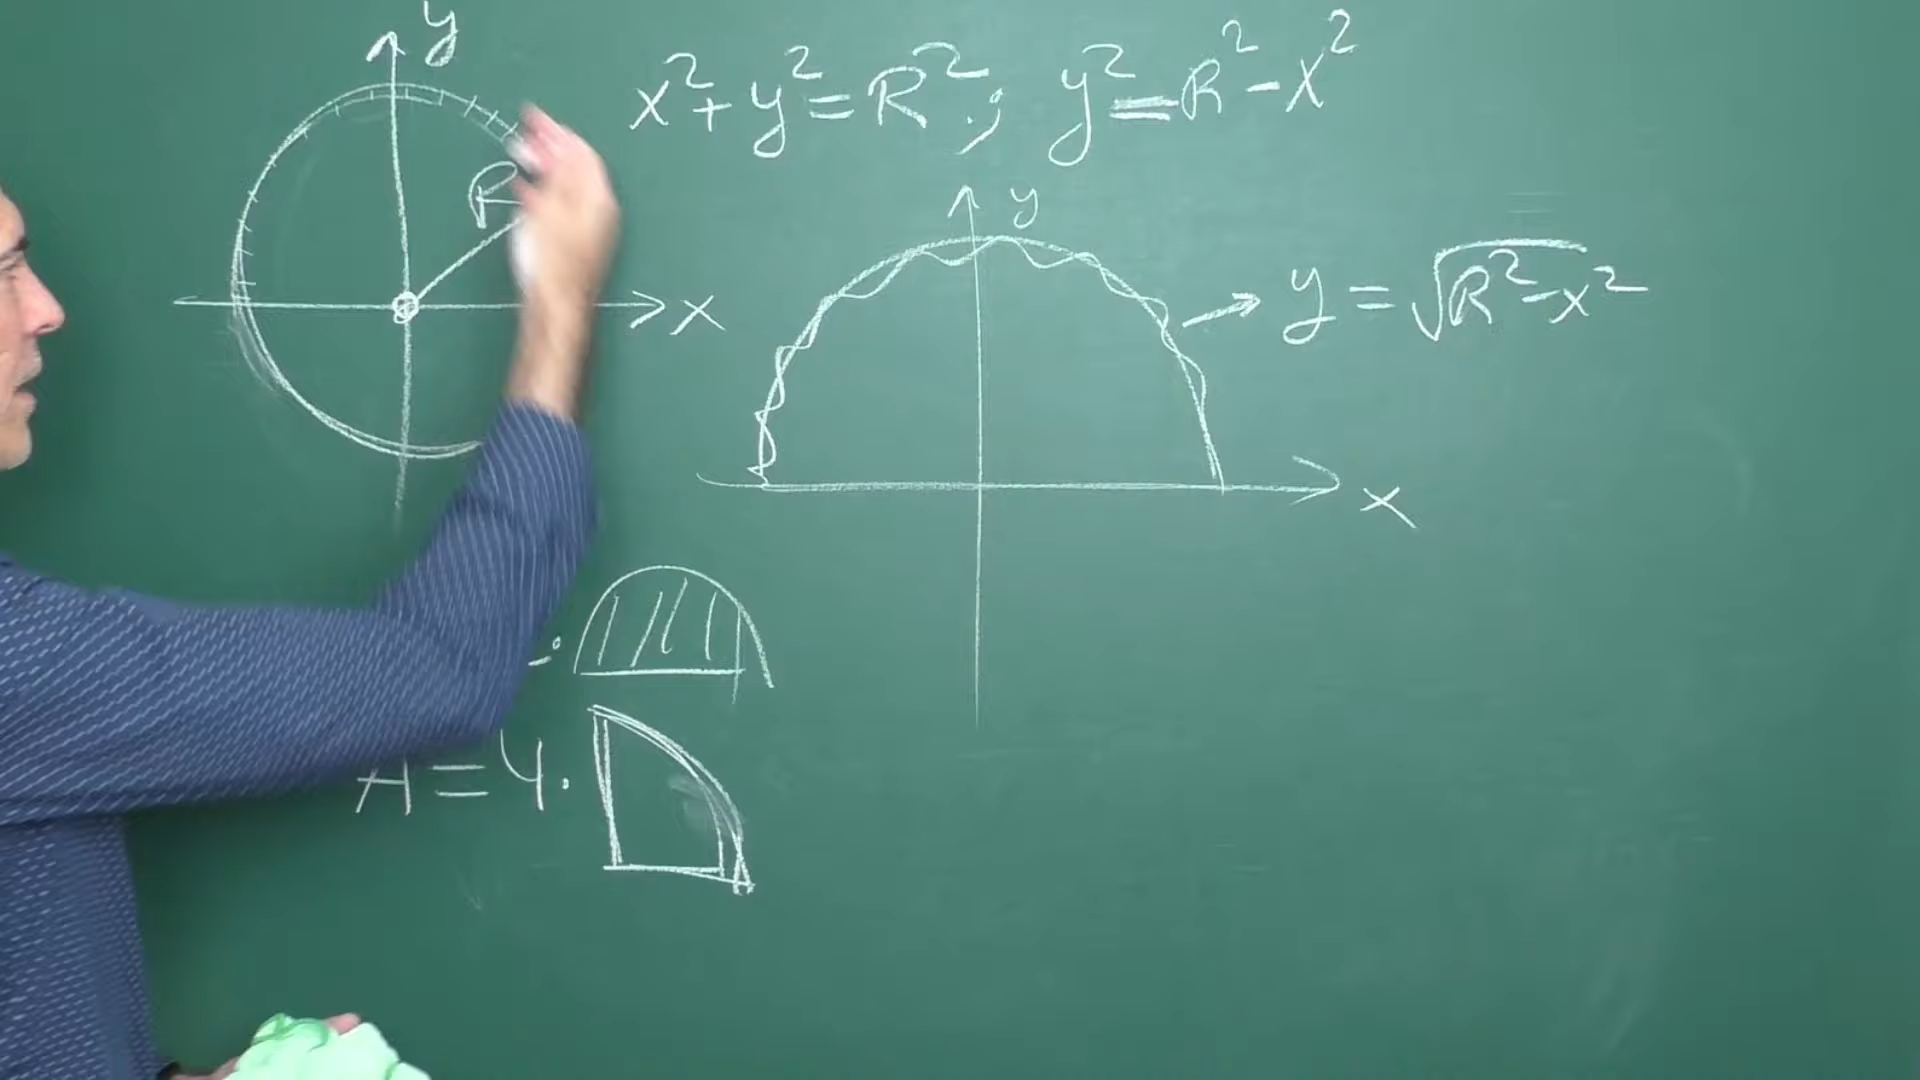 y
x²+y²=R²; y²=R²-x²
R
y
x
y=√R²-x²
x
A=4·